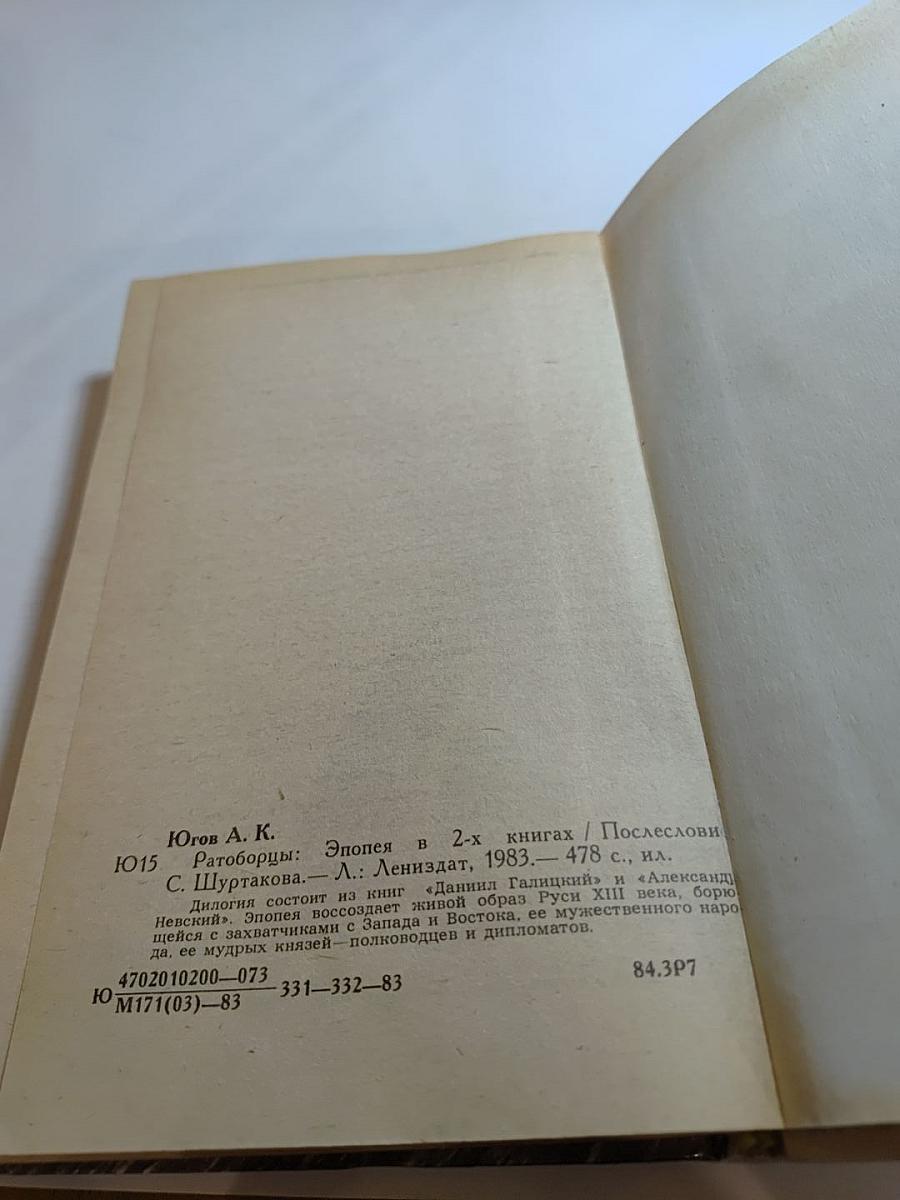 Югов А. К.
Ю15 Ратоборцы: Эпопея в 2-х книгах / Послеслови
С. Шуртакова.— Л.: Лениздат, 1983.— 478 с., ил.
Дилогия состоит из книг «Даниил Галицкий» и «Александр
Невский». Эпопея воссоздает живой образ Руси XIII века, борю
щейся с захватчиками с Запада и Востока, ее мужественного наро
да, ее мудрых князей—полководцев и дипломатов.
Ю 4702010200—073
М171(03)—83 331—332—83
84.3Р7